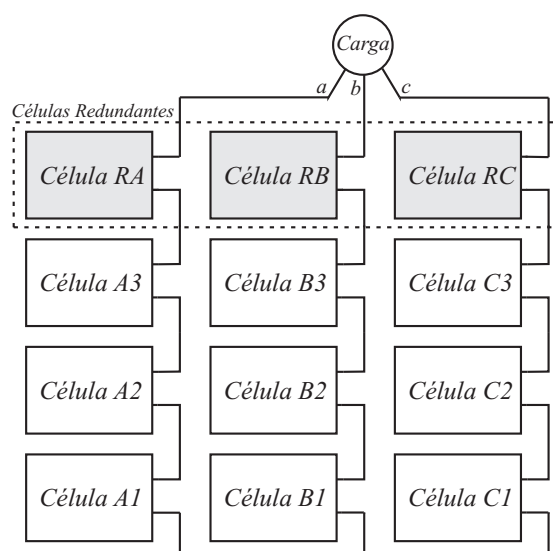 Carga
a
b
c
Células Redundantes
Célula RA
Célula RB
Célula RC
Célula A3
Célula B3
Célula C3
Célula A2
Célula B2
Célula C2
Célula A1
Célula B1
Célula C1